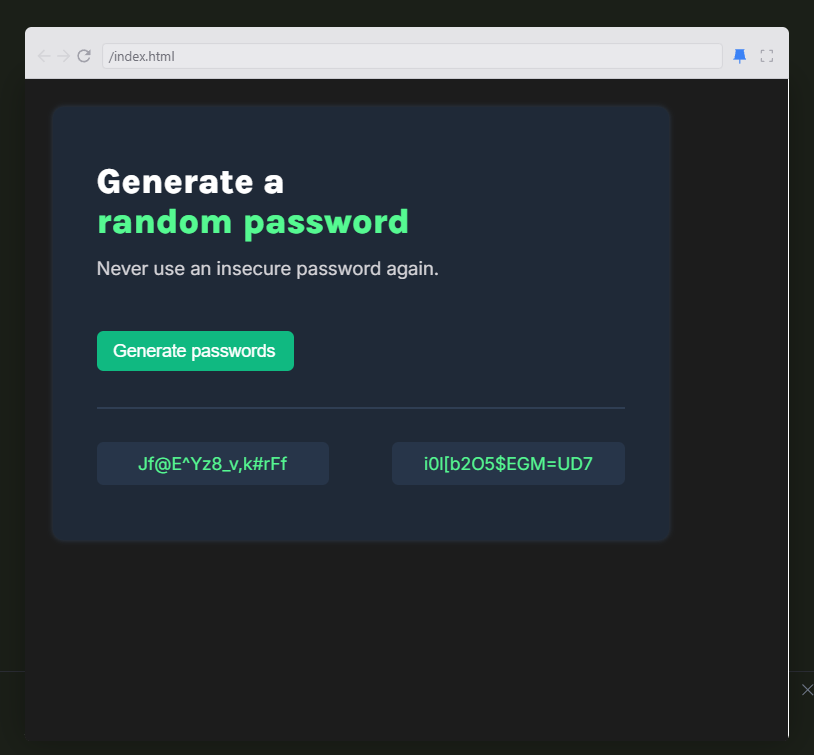 /index.html
Generate a
random password
Never use an insecure password again.
Generate passwords
Jf@E^Yz8_v,k#rFf
i0I[b2O5$EGM=UD7